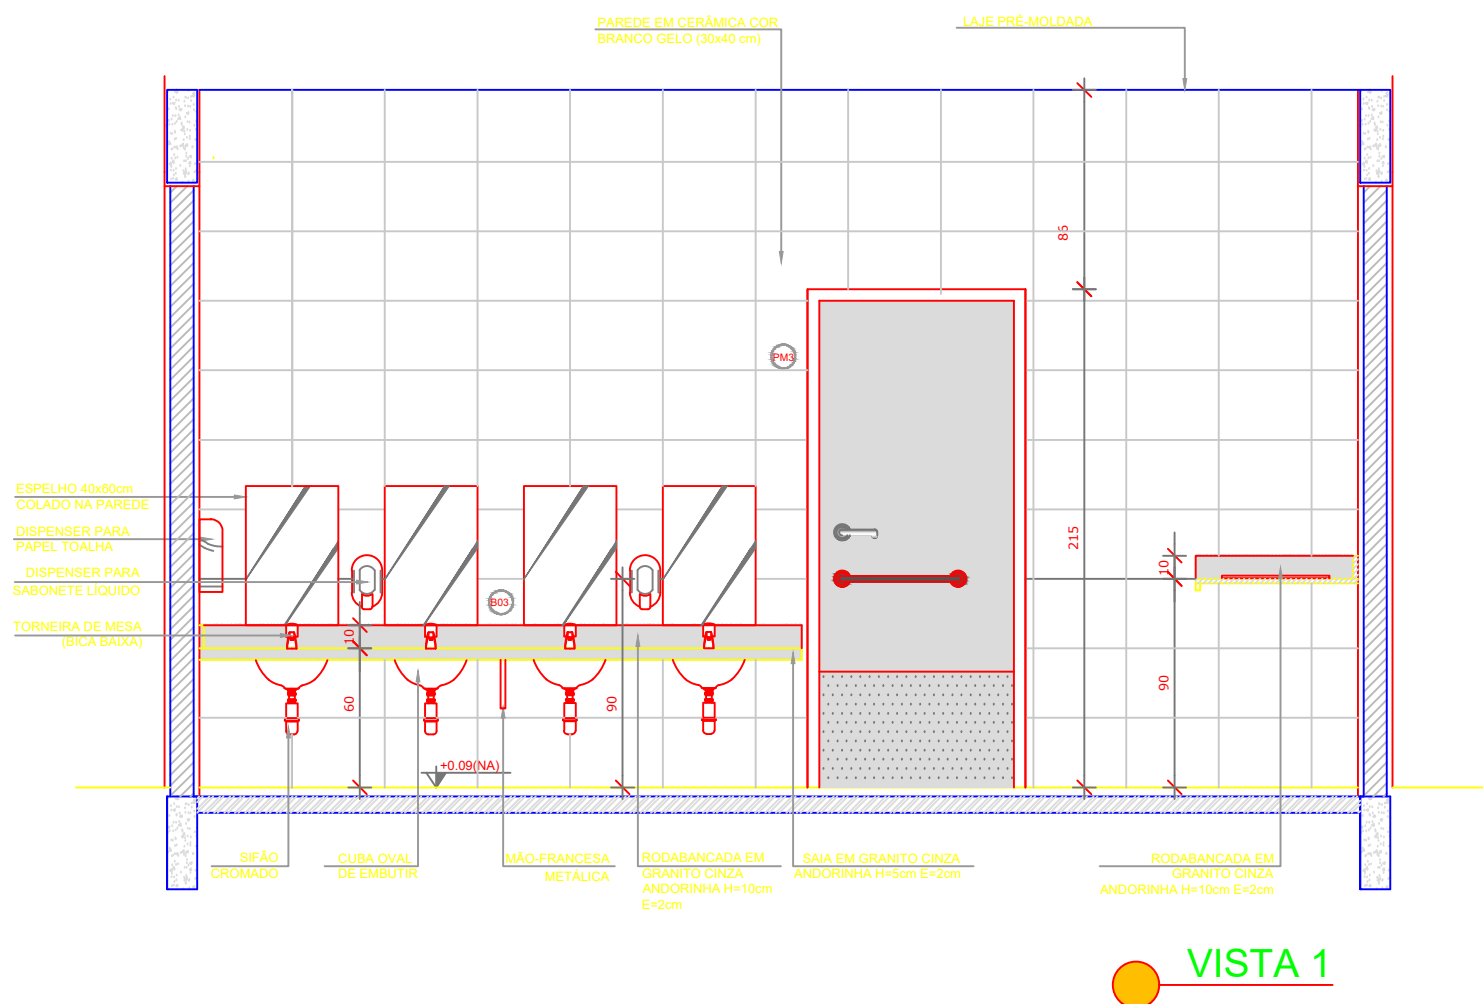 PAREDE EM CERÂMICA COR
BRANCO GELO (30x40 cm)
LAJE PRÉ-MOLDADA
86
PM3
215
ESPELHO 40x60cm
COLADO NA PAREDE
DISPENSER PARA
PAPEL TOALHA
DISPENSER PARA
SABONETE LÍQUIDO
TORNEIRA DE MESA
(BICA BAIXA)
B03
10
10
60
90
90
+0.09(NA)
SIFÃO
CROMADO
CUBA OVAL
DE EMBUTIR
MÃO-FRANCESA
METÁLICA
RODABANCADA EM
GRANITO CINZA
ANDORINHA H=10cm
E=2cm
SAIA EM GRANITO CINZA
ANDORINHA H=5cm E=2cm
RODABANCADA EM
GRANITO CINZA
ANDORINHA H=10cm E=2cm
VISTA 1